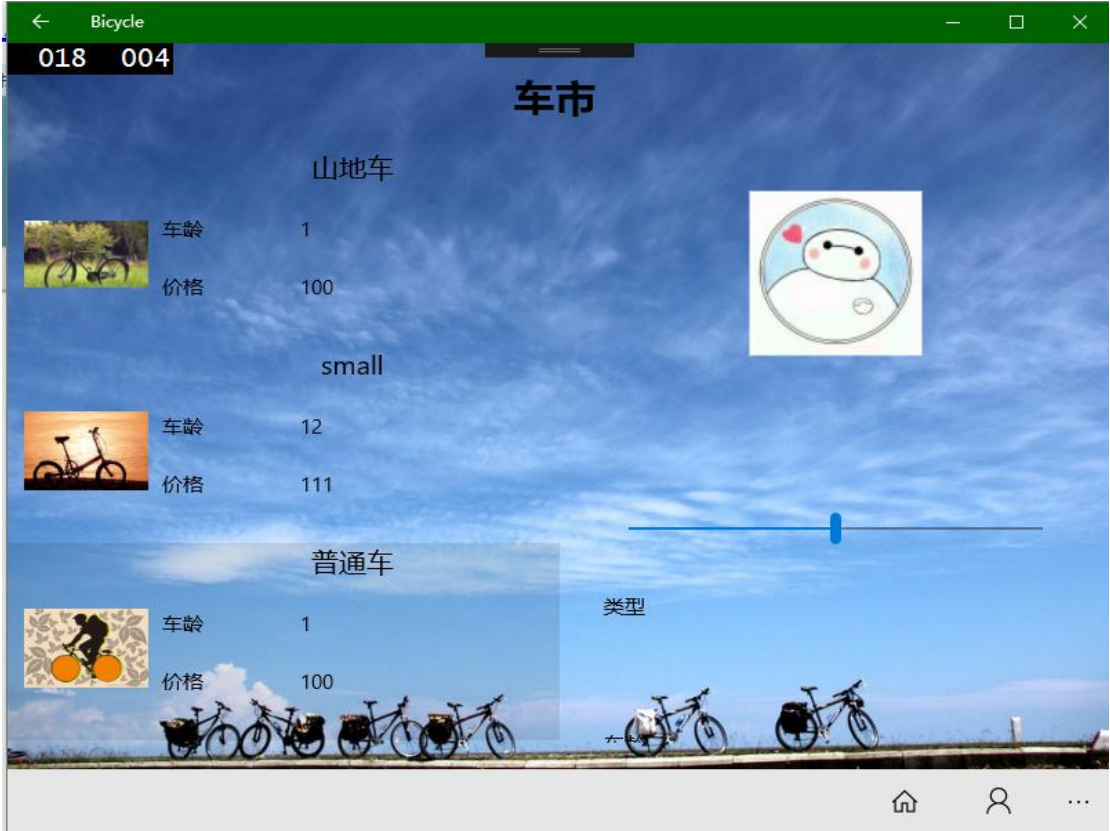 Bicycle
018 004
车市
山地车
车龄 1
价格 100
small
车龄 12
价格 111
普通车
车龄 1
价格 100
类型